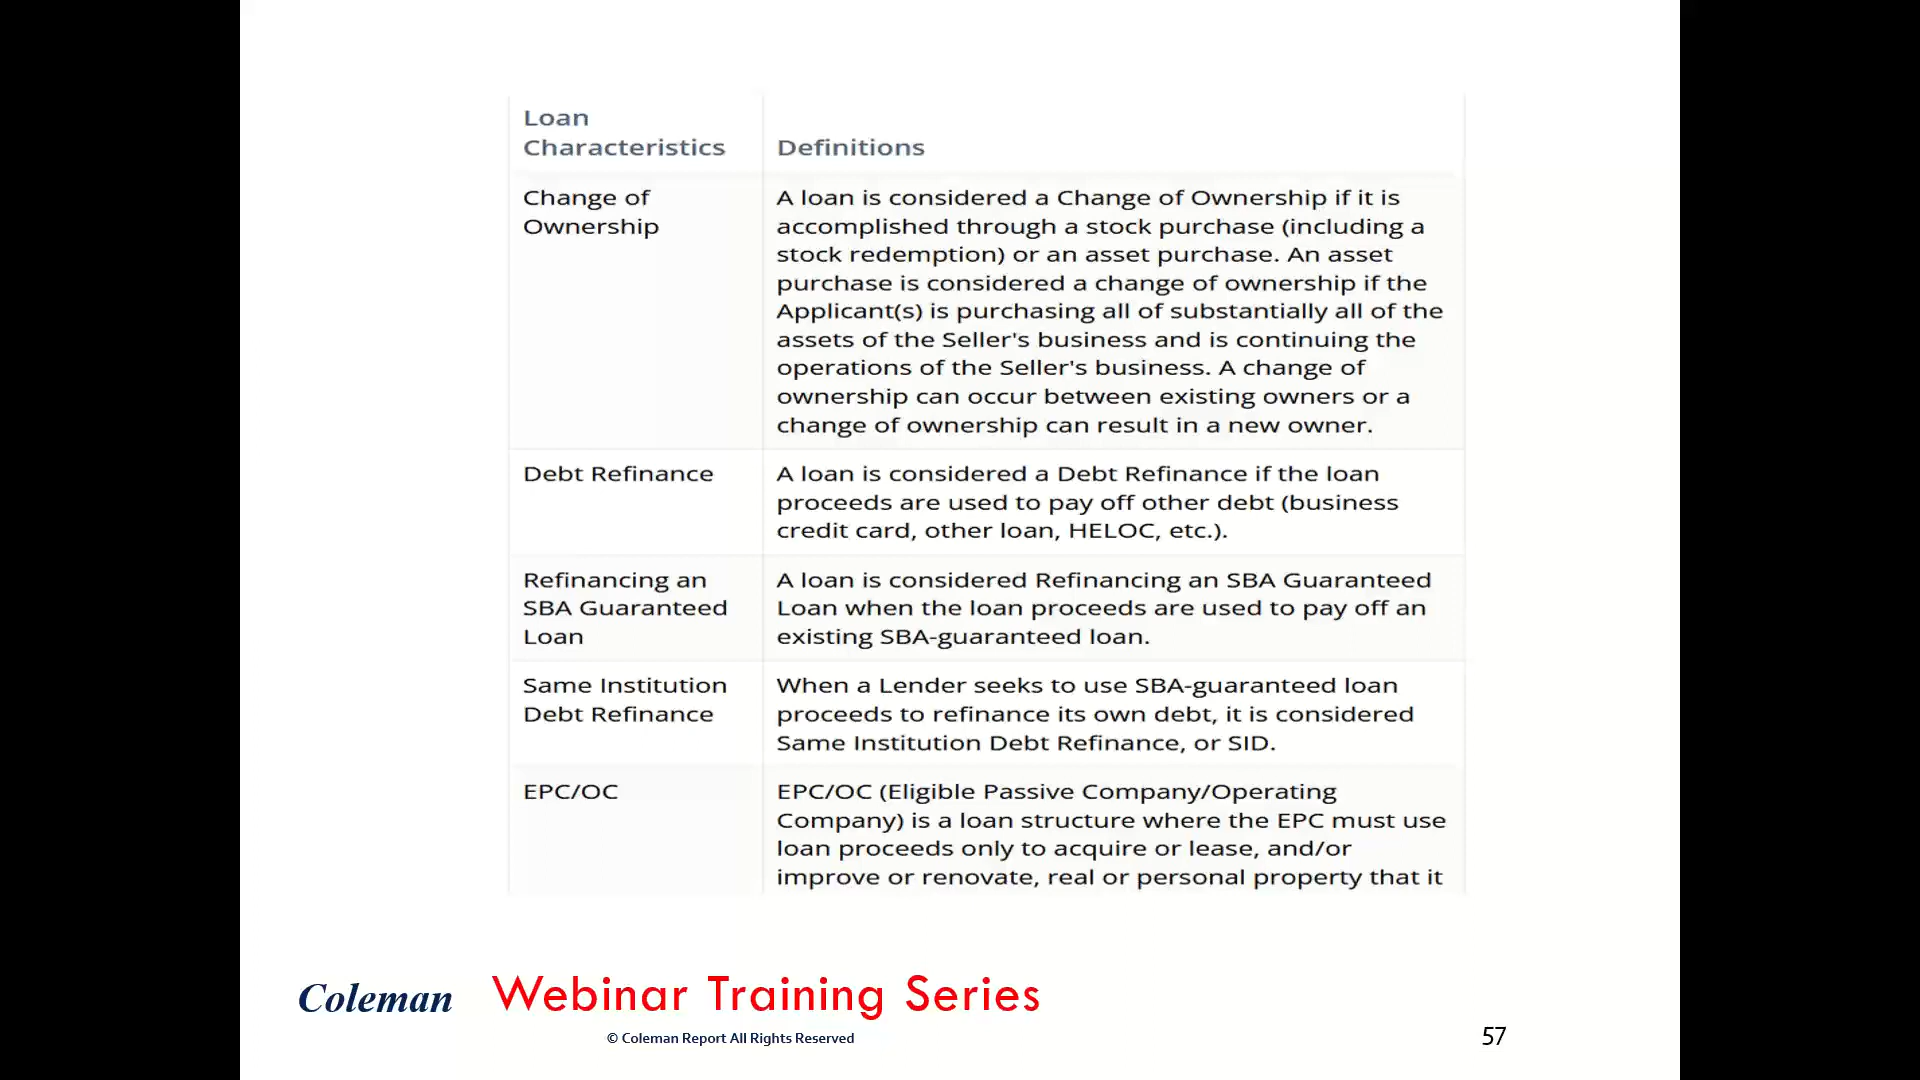 Loan
Characteristics
Definitions
Change of
Ownership
A loan is considered a Change of Ownership if it is
accomplished through a stock purchase (including a
stock redemption) or an asset purchase. An asset
purchase is considered a change of ownership if the
Applicant(s) is purchasing all of substantially all of the
assets of the Seller's business and is continuing the
operations of the Seller's business. A change of
ownership can occur between existing owners or a
change of ownership can result in a new owner.
Debt Refinance
A loan is considered a Debt Refinance if the loan
proceeds are used to pay off other debt (business
credit card, other loan, HELOC, etc.).
Refinancing an
SBA Guaranteed
Loan
A loan is considered Refinancing an SBA Guaranteed
Loan when the loan proceeds are used to pay off an
existing SBA-guaranteed loan.
Same Institution
Debt Refinance
When a Lender seeks to use SBA-guaranteed loan
proceeds to refinance its own debt, it is considered
Same Institution Debt Refinance, or SID.
EPC/OC
EPC/OC (Eligible Passive Company/Operating
Company) is a loan structure where the EPC must use
loan proceeds only to acquire or lease, and/or
improve or renovate, real or personal property that it
Coleman Webinar Training Series
© Coleman Report All Rights Reserved
57